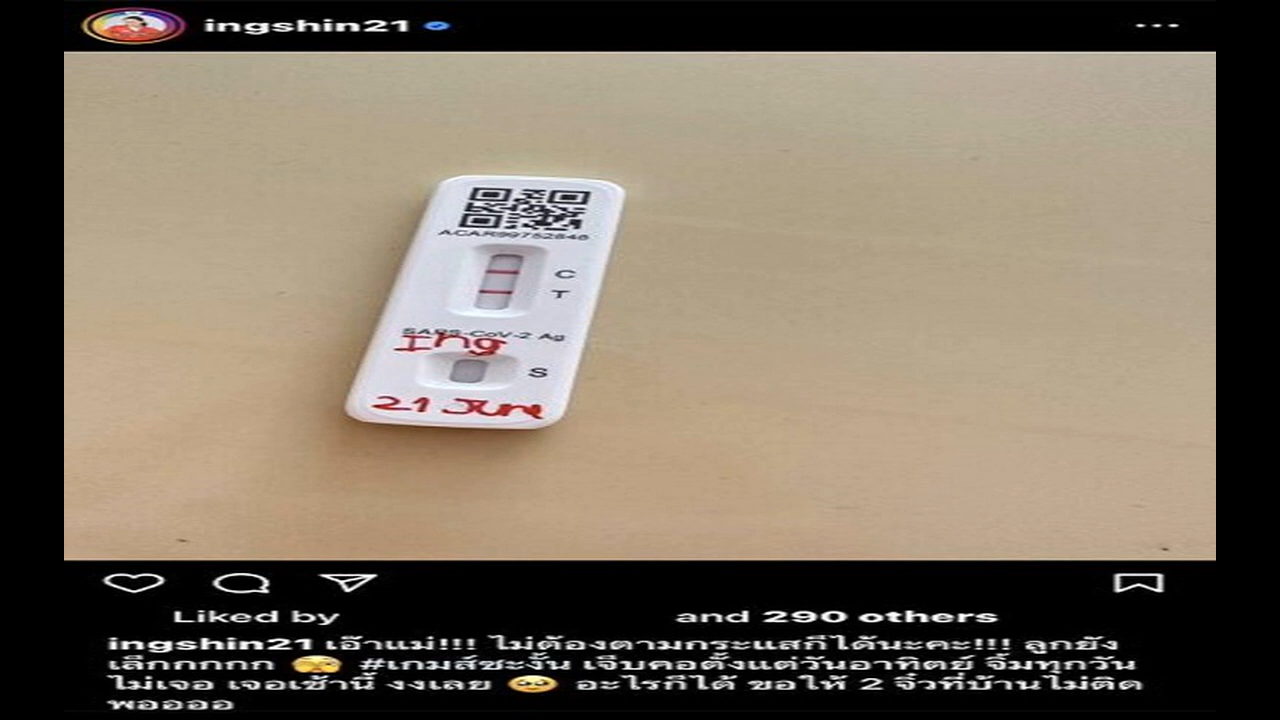 ingshin21
ACAR99752848
C
T
SARS-CoV-2 Ag
Ing
S
21 June
Liked by and 290 others
ingshin21 เอ๊าแม่!!! ไม่ต้องตามกระแสก็ได้นะคะ!!! ลูกยัง
เล็กกกกกก 🫣 #เกมส์ชะงั้น เจ็บคอตั้งแต่วันอาทิตย์ จิ้มทุกวัน
ไม่เจอ เจอเช้านี้ งงเลย 🥺 อะไรก็ได้ ขอให้ 2 จิ๋วที่บ้านไม่ติด
พออออ